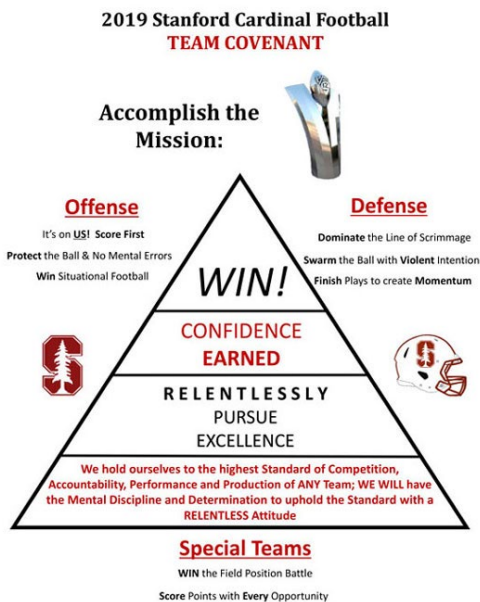 2019 Stanford Cardinal Football
TEAM COVENANT
Accomplish the
Mission:
Offense
It's on US! Score First
Protect the Ball & No Mental Errors
Win Situational Football
Defense
Dominate the Line of Scrimmage
Swarm the Ball with Violent Intention
Finish Plays to create Momentum
WIN!
CONFIDENCE
EARNED
RELENTLESSLY
PURSUE
EXCELLENCE
We hold ourselves to the highest Standard of Competition,
Accountability, Performance and Production of ANY Team; WE WILL have
the Mental Discipline and Determination to uphold the Standard with a
RELENTLESS Attitude
Special Teams
WIN the Field Position Battle
Score Points with Every Opportunity